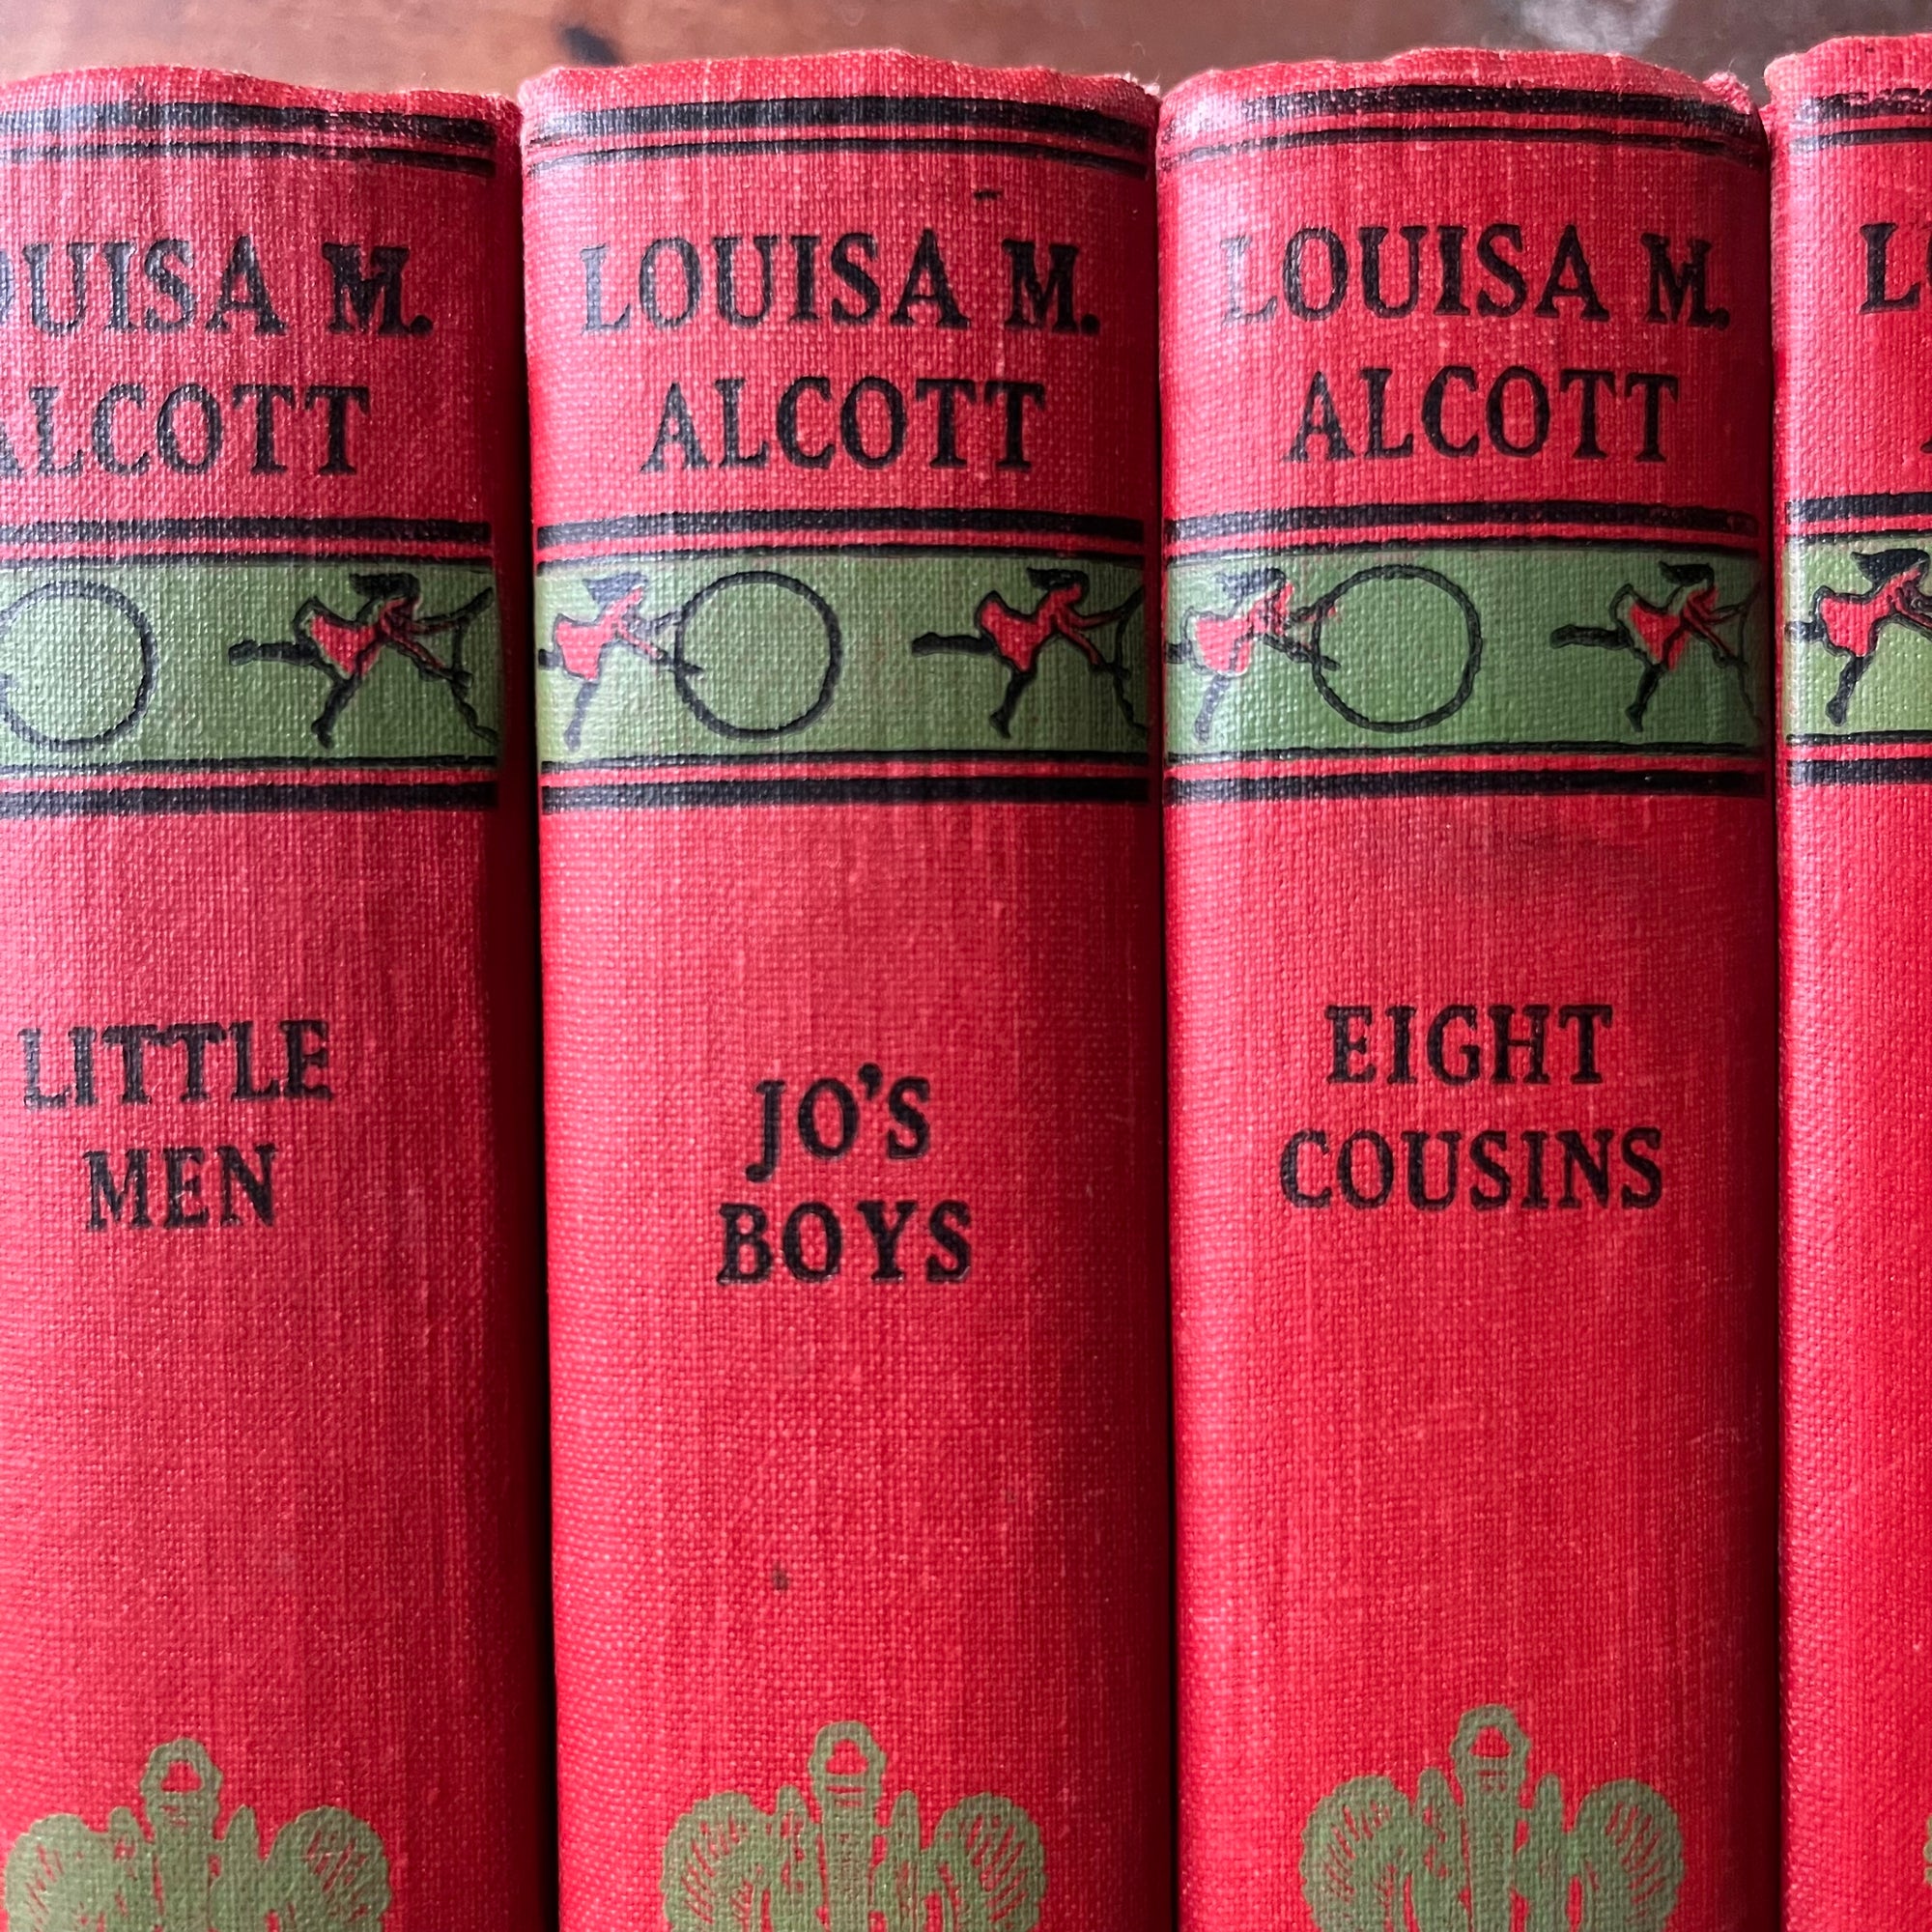 OUISA M.
ALCOTT
LITTLE
MEN
LOUISA M.
ALCOTT
JO'S
BOYS
LOUISA M.
ALCOTT
EIGHT
COUSINS